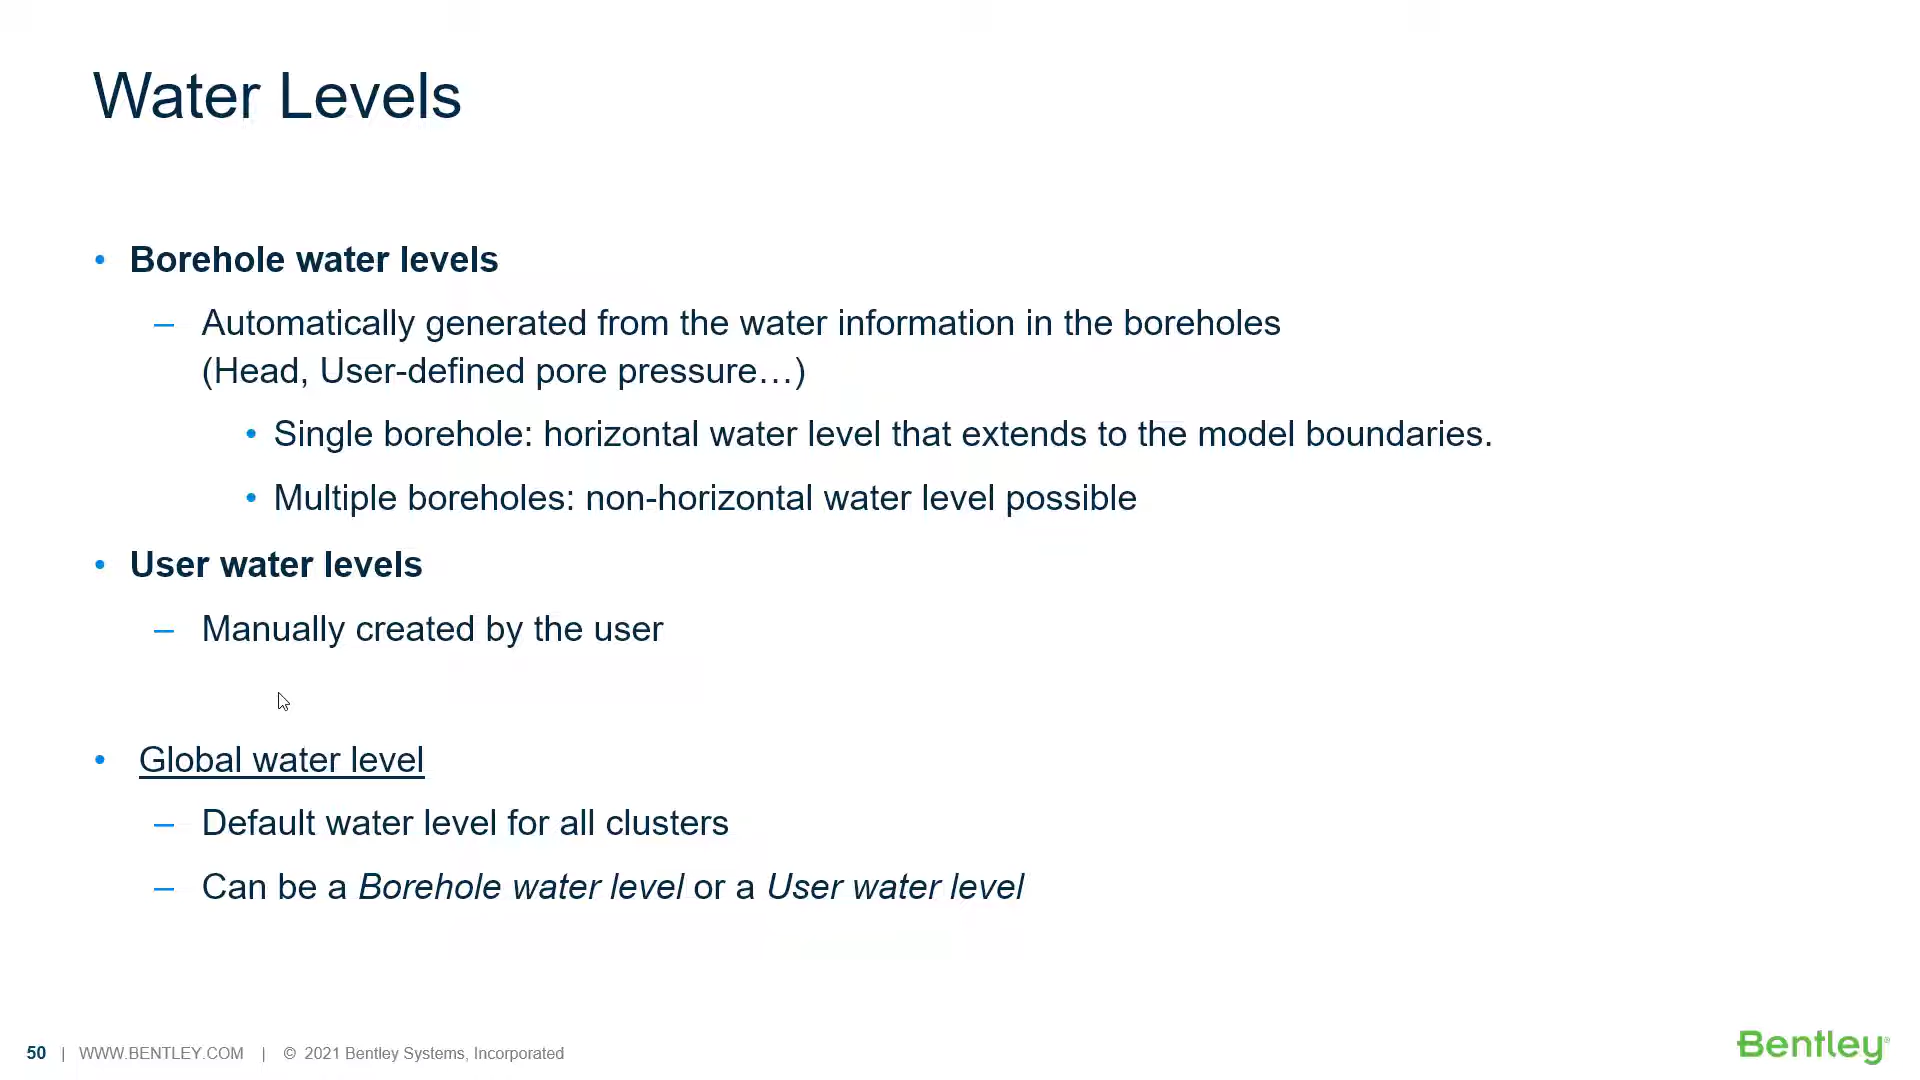 Water Levels
• Borehole water levels
– Automatically generated from the water information in the boreholes
(Head, User-defined pore pressure…)
• Single borehole: horizontal water level that extends to the model boundaries.
• Multiple boreholes: non-horizontal water level possible
• User water levels
– Manually created by the user
• Global water level
– Default water level for all clusters
– Can be a Borehole water level or a User water level
50 | WWW.BENTLEY.COM | © 2021 Bentley Systems, Incorporated
Bentley®